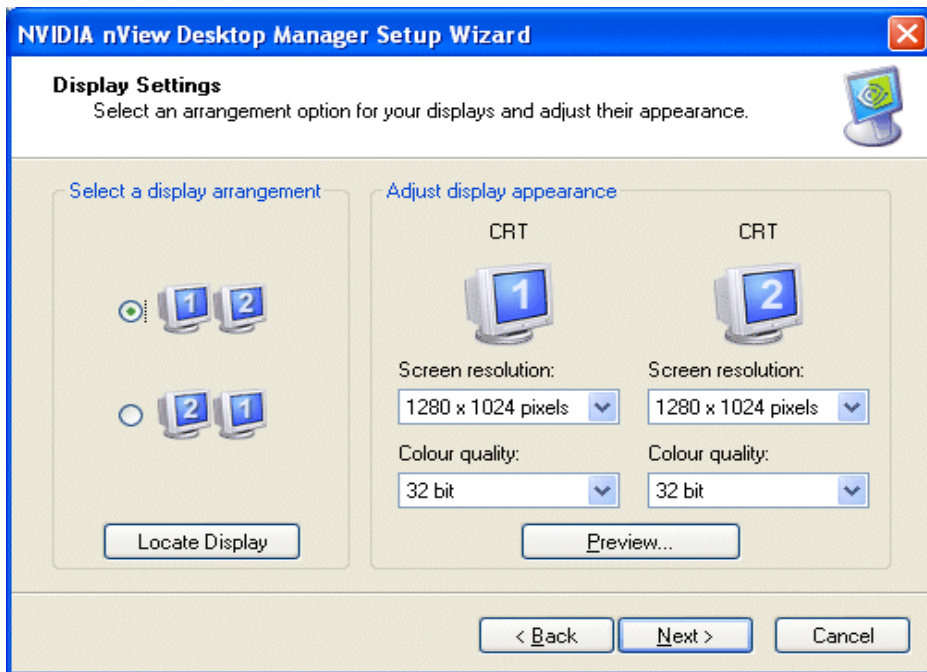 NVIDIA nView Desktop Manager Setup Wizard
Display Settings
Select an arrangement option for your displays and adjust their appearance.
Select a display arrangement
1 2
2 1
Locate Display
Adjust display appearance
CRT CRT
1 2
Screen resolution: Screen resolution:
1280 x 1024 pixels 1280 x 1024 pixels
Colour quality: Colour quality:
32 bit 32 bit
Preview...
< Back Next > Cancel